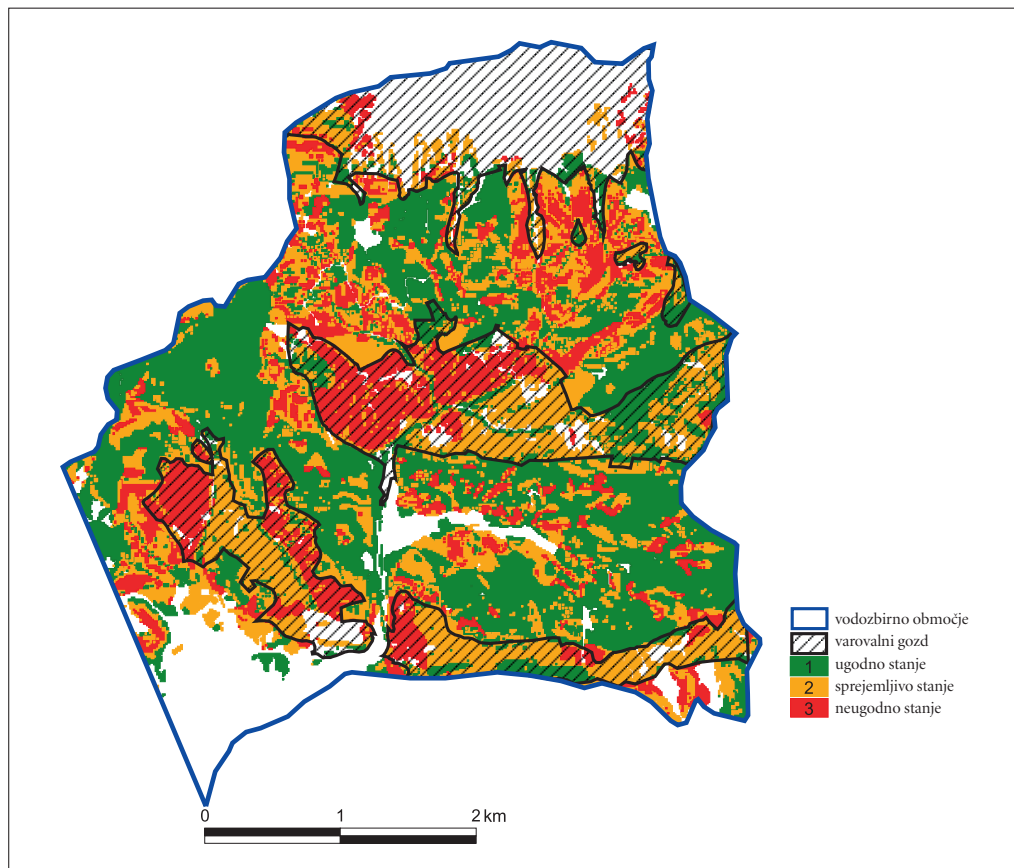 vodozbirno območje
varovalni gozd
1 ugodno stanje
2 sprejemljivo stanje
3 neugodno stanje
0 1 2 km